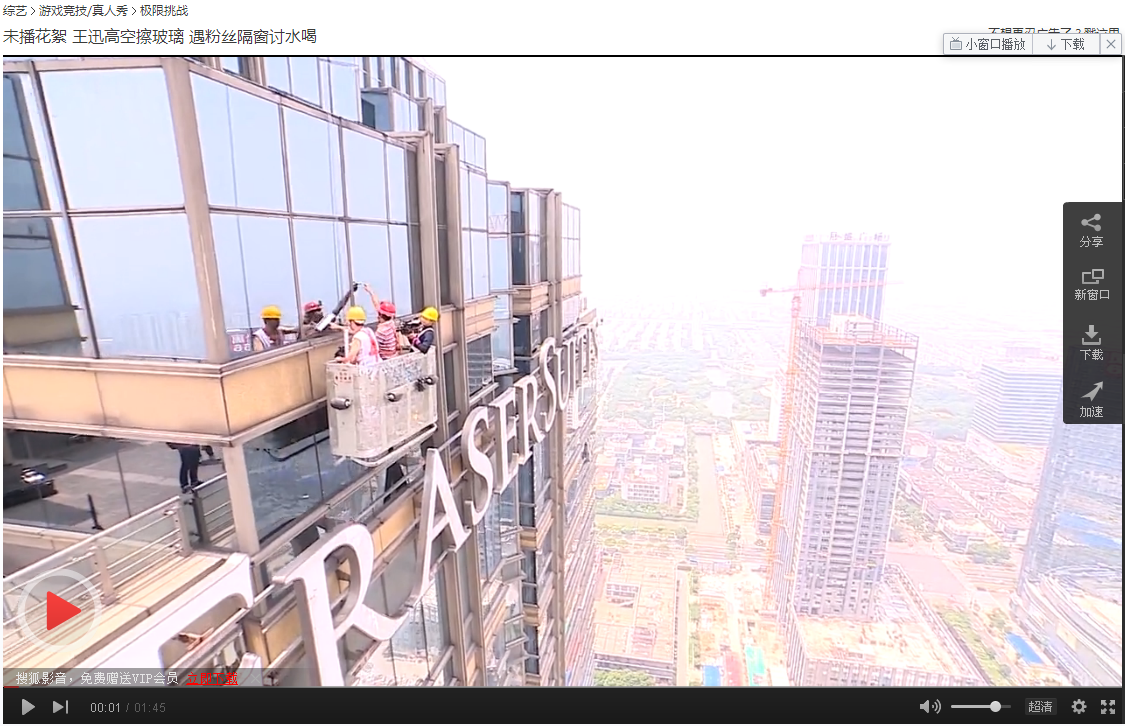 综艺 > 游戏竞技/真人秀 > 极限挑战
未播花絮 王迅高空擦玻璃 遇粉丝隔窗讨水喝
小窗口播放 下载
分享
新窗口
下载
加速
ER ASER SUIT
搜狐影音，免费赠送VIP会员
00:01 / 01:45
超清